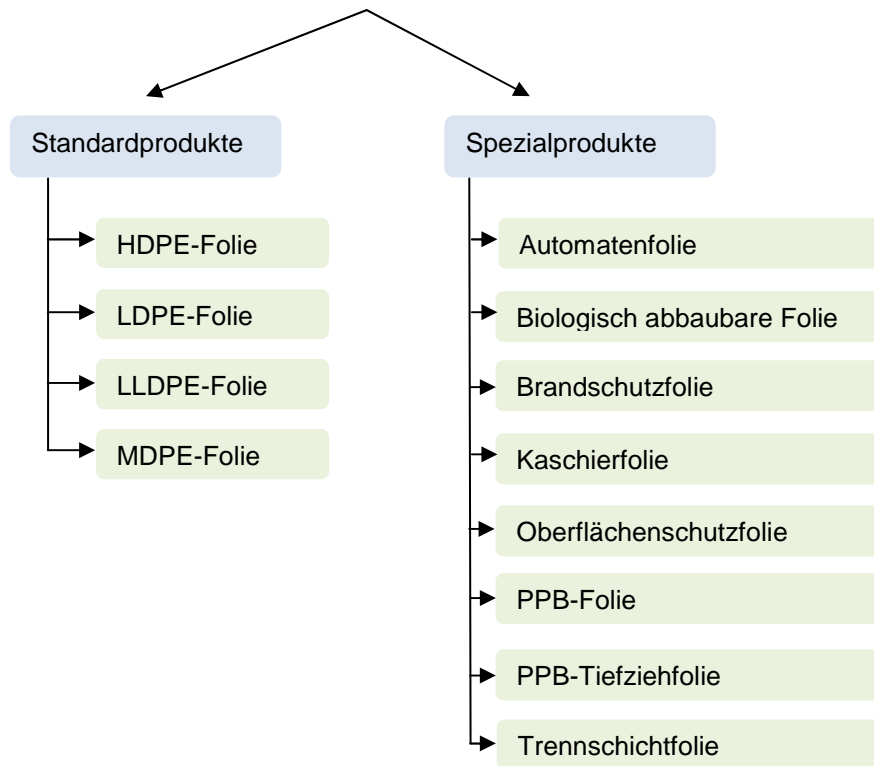 Standardprodukte
HDPE-Folie
LDPE-Folie
LLDPE-Folie
MDPE-Folie
Spezialprodukte
Automatenfolie
Biologisch abbaubare Folie
Brandschutzfolie
Kaschierfolie
Oberflächenschutzfolie
PPB-Folie
PPB-Tiefziehfolie
Trennschichtfolie